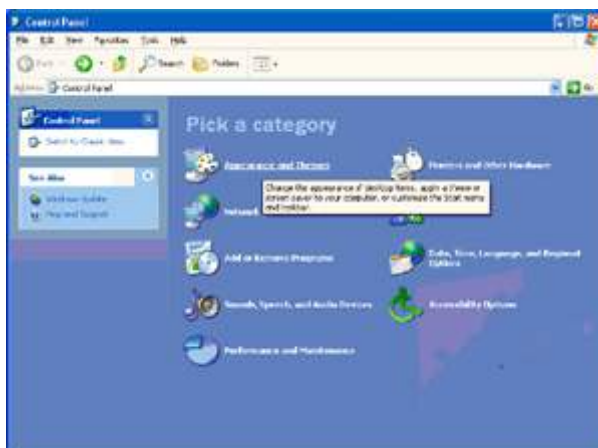 Control Panel
File Edit View Favorites Tools Help
Back Search Folders
Address Control Panel Go
Control Panel
Switch to Classic View
See Also
Windows Update
Help and Support
Pick a category
Appearance and Themes
Printers and Other Hardware
Change the appearance of desktop items, apply a theme or
screen saver to your computer, or customize the Start menu
and taskbar.
Network
Add or Remove Programs
Date, Time, Language, and Regional
Options
Sounds, Speech, and Audio Devices
Accessibility Options
Performance and Maintenance